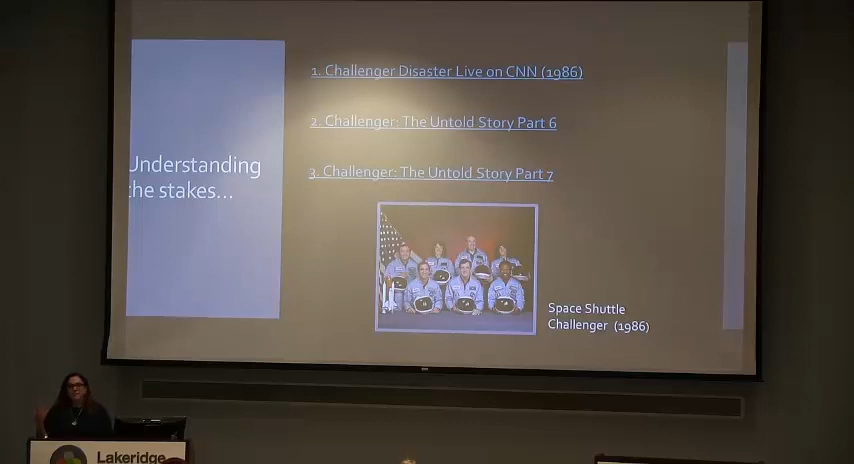 Understanding
the stakes...
1. Challenger Disaster Live on CNN (1986)
2. Challenger: The Untold Story Part 6
3. Challenger: The Untold Story Part 7
Space Shuttle
Challenger (1986)
Lakeridge